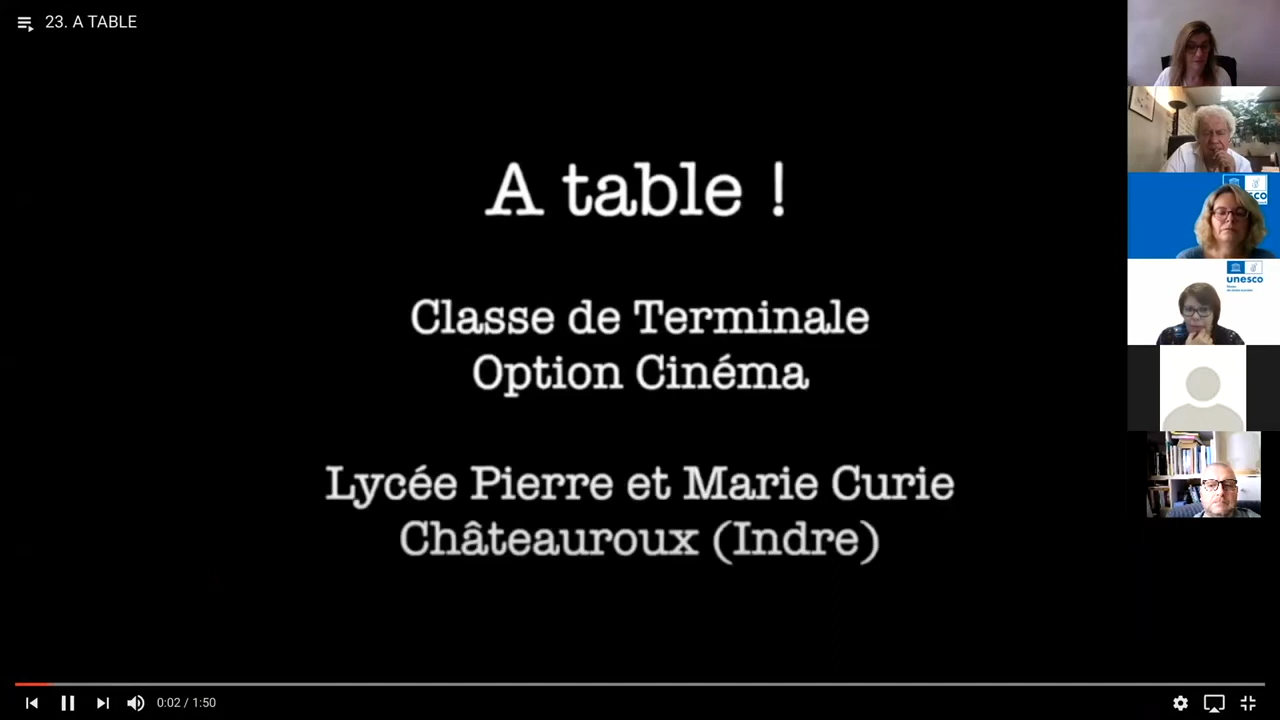 23. A TABLE
A table !
Classe de Terminale
Option Cinéma
Lycée Pierre et Marie Curie
Châteauroux (Indre)
0:02 / 1:50
unesco